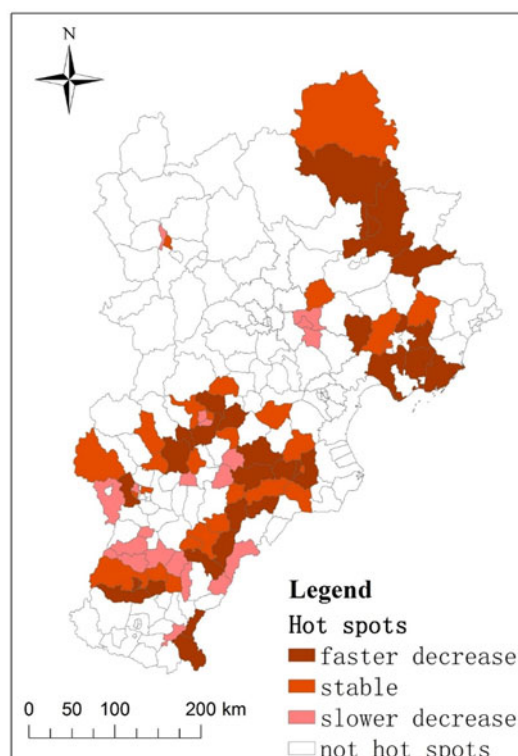 N
Legend
Hot spots
faster decrease
stable
slower decrease
not hot spots
0 50 100 200 km